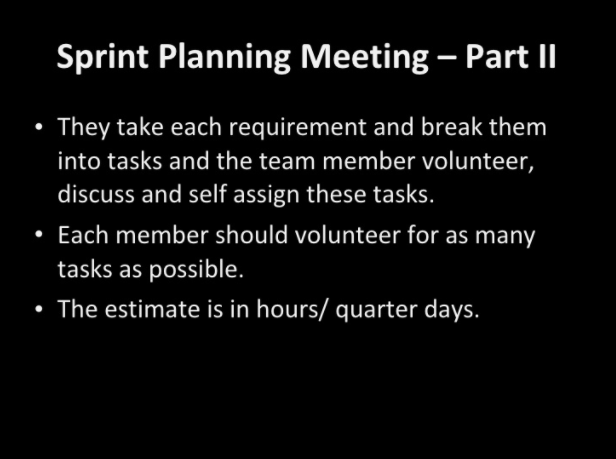 Sprint Planning Meeting – Part II
• They take each requirement and break them
into tasks and the team member volunteer,
discuss and self assign these tasks.
• Each member should volunteer for as many
tasks as possible.
• The estimate is in hours/ quarter days.